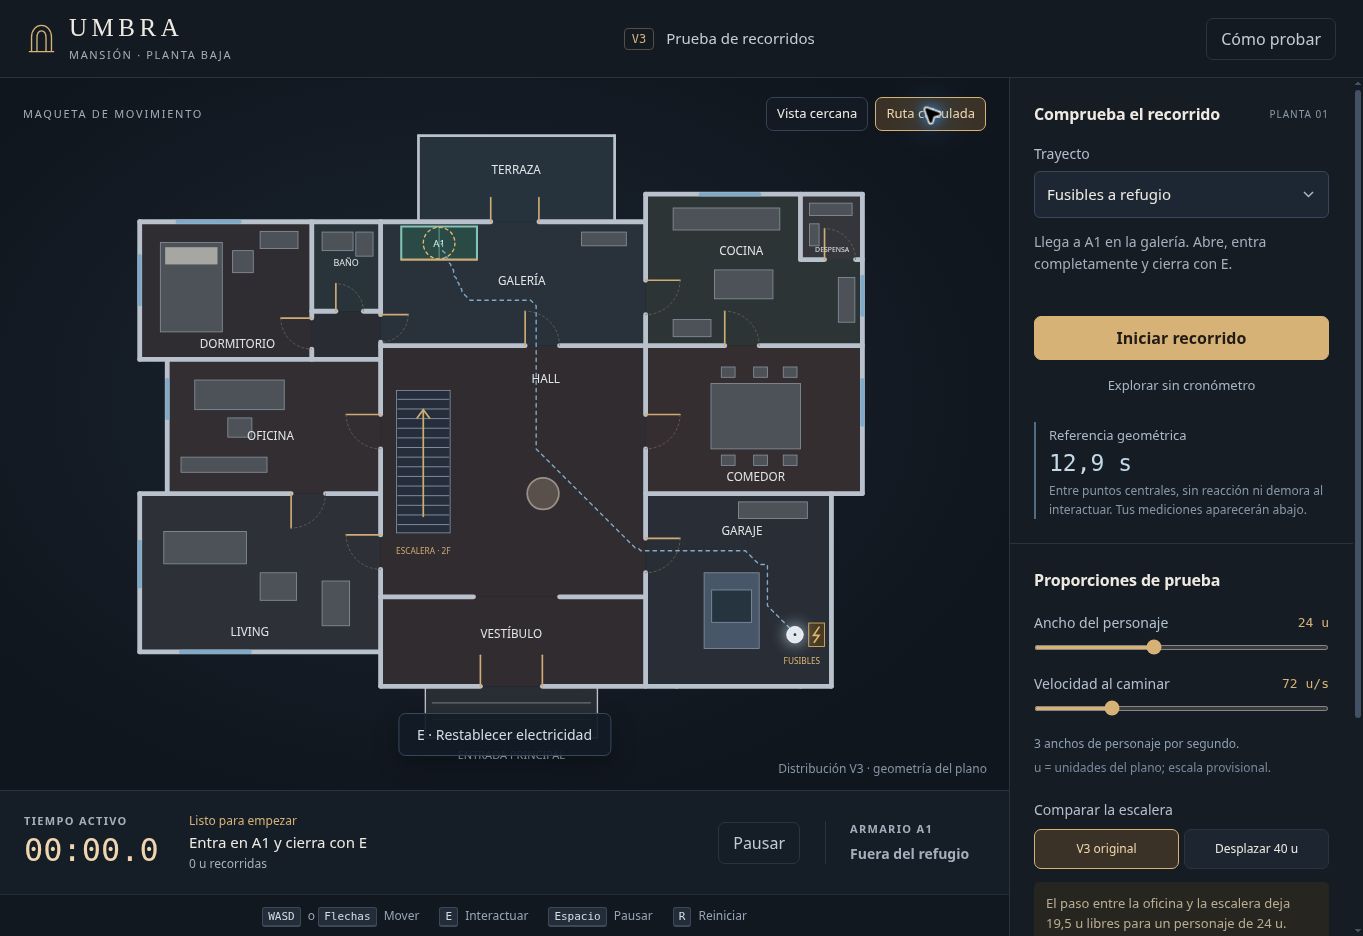 UMBRA
MANSIÓN · PLANTA BAJA
V3 Prueba de recorridos
Cómo probar
MAQUETA DE MOVIMIENTO
Vista cercana
Ruta calculada
TERRAZA
A1
GALERÍA
BAÑO
DORMITORIO
COCINA
DESPENSA
HALL
OFICINA
COMEDOR
ESCALERA · 2F
GARAJE
LIVING
VESTÍBULO
FUSIBLES
E · Restablecer electricidad
ENTRADA PRINCIPAL
Distribución V3 · geometría del plano
TIEMPO ACTIVO
00:00.0
Listo para empezar
Entra en A1 y cierra con E
0 u recorridas
Pausar
ARMARIO A1
Fuera del refugio
WASD o Flechas Mover E Interactuar Espacio Pausar R Reiniciar
Comprueba el recorrido
PLANTA 01
Trayecto
Fusibles a refugio
Llega a A1 en la galería. Abre, entra
completamente y cierra con E.
Iniciar recorrido
Explorar sin cronómetro
Referencia geométrica
12,9 s
Entre puntos centrales, sin reacción ni demora al
interactuar. Tus mediciones aparecerán abajo.
Proporciones de prueba
Ancho del personaje 24 u
Velocidad al caminar 72 u/s
3 anchos de personaje por segundo.
u = unidades del plano; escala provisional.
Comparar la escalera
V3 original
Desplazar 40 u
El paso entre la oficina y la escalera deja
19,5 u libres para un personaje de 24 u.